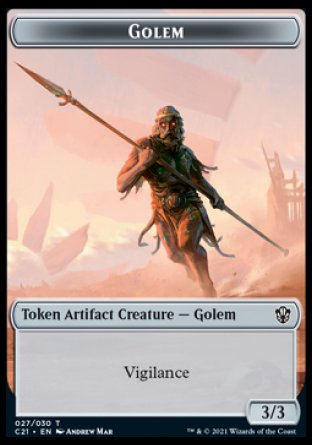 Golem
Token Artifact Creature — Golem
Vigilance
3/3
027/030 T
C21 • EN Andrew Mar
™ & © 2021 Wizards of the Coast